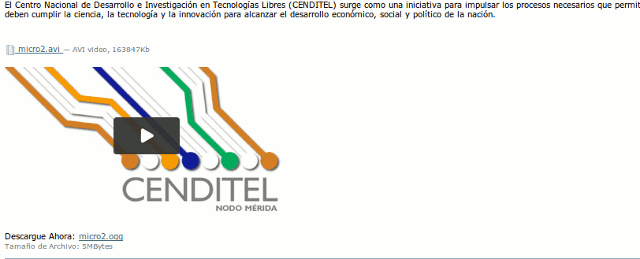 El Centro Nacional de Desarrollo e Investigación en Tecnologías Libres (CENDITEL) surge como una iniciativa para impulsar los procesos necesarios que
deben cumplir la ciencia, la tecnología y la innovación para alcanzar el desarrollo económico, social y político de la nación.
micro2.avi — AVI video, 163847Kb
CENDITEL
NODO MÉRIDA
Descargue Ahora: micro2.ogg
Tamaño de Archivo: 5MBytes